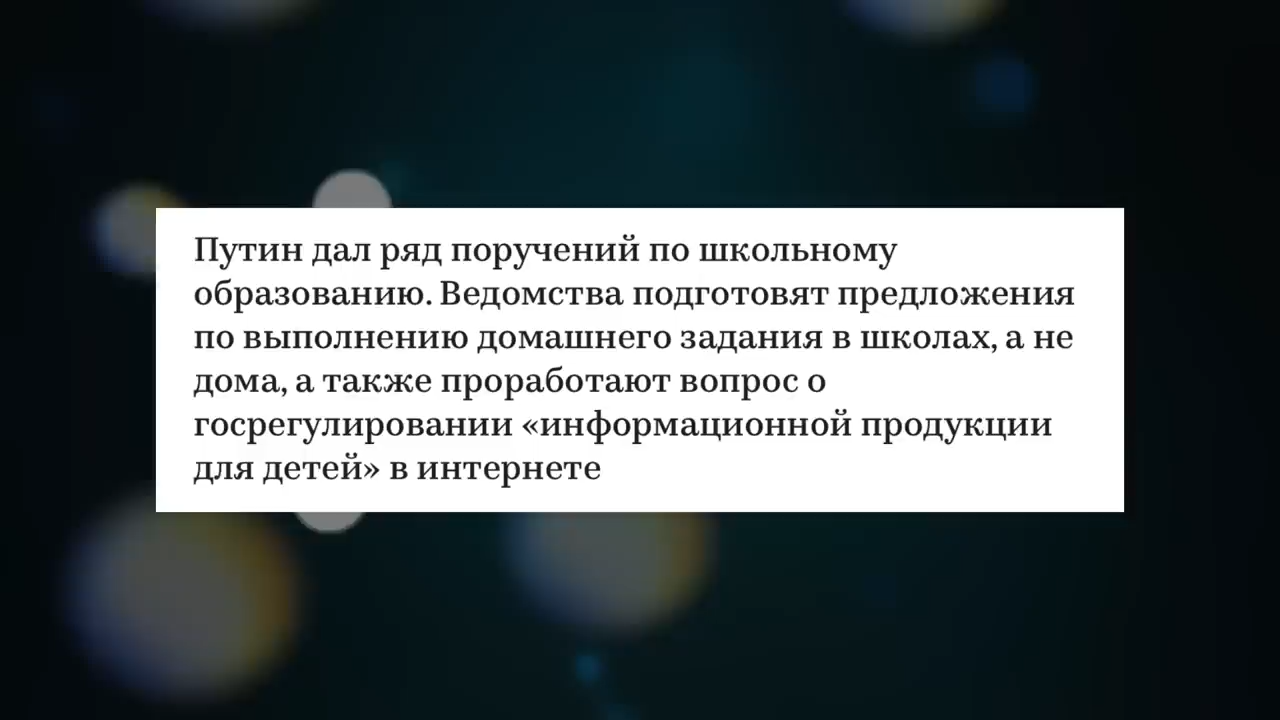 Путин дал ряд поручений по школьному
образованию. Ведомства подготовят предложения
по выполнению домашнего задания в школах, а не
дома, а также проработают вопрос о
госрегулировании «информационной продукции
для детей» в интернете